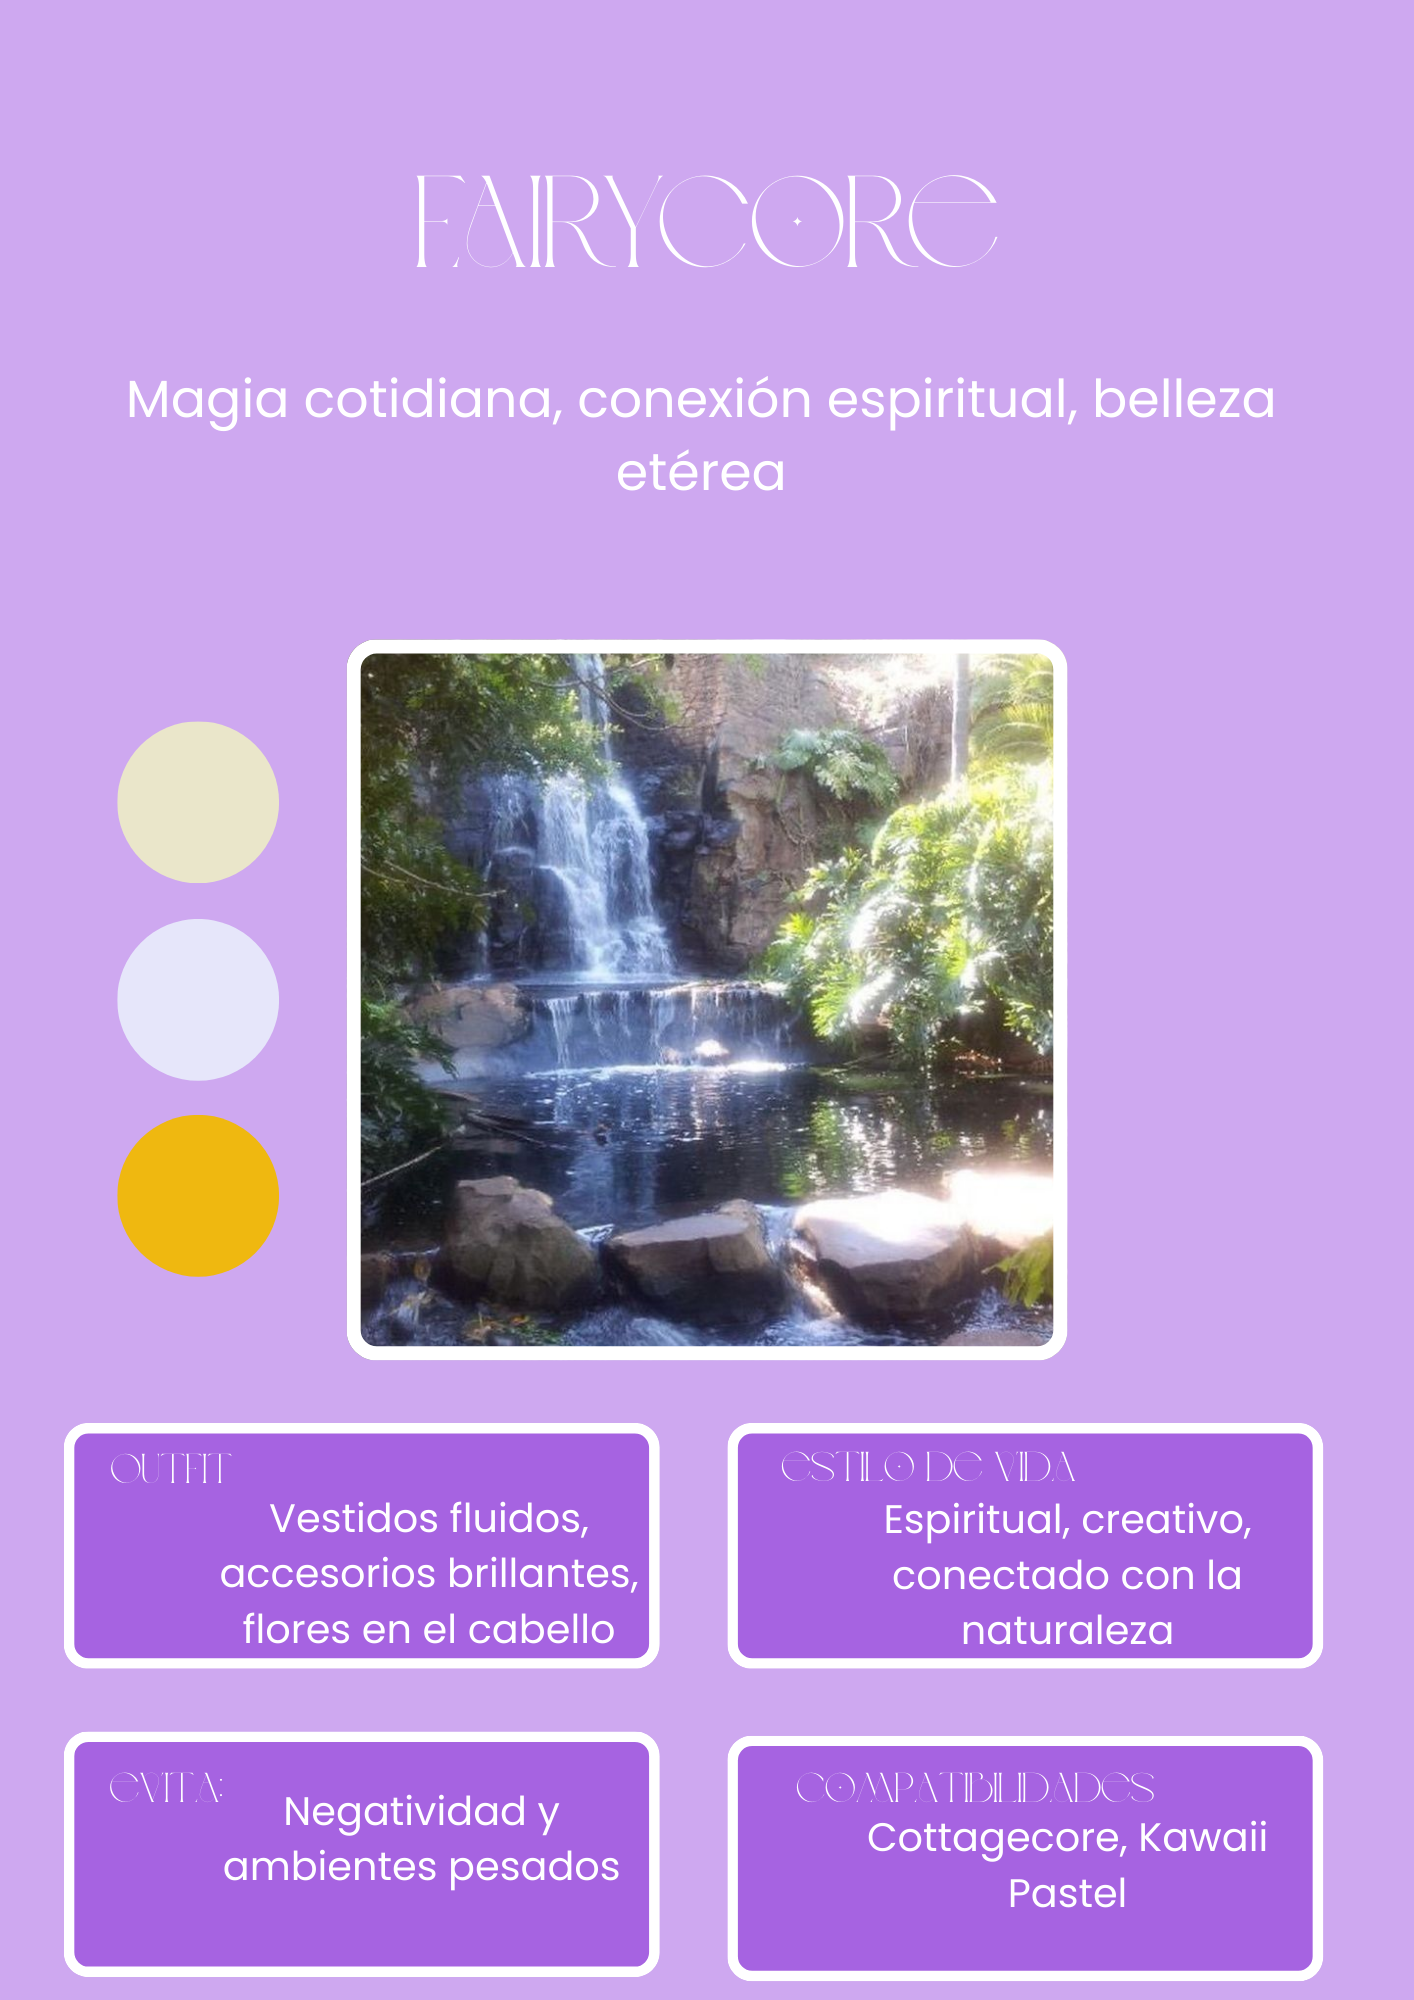 FAIRYCORE
Magia cotidiana, conexión espiritual, belleza
etérea
OUTFIT
Vestidos fluidos,
accesorios brillantes,
flores en el cabello
ESTILO DE VIDA
Espiritual, creativo,
conectado con la
naturaleza
EVITA:
Negatividad y
ambientes pesados
COMPATIBILIDADES
Cottagecore, Kawaii
Pastel